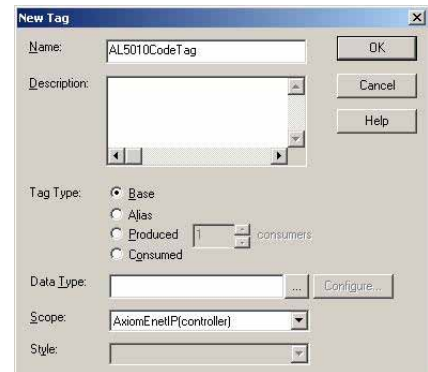 New Tag
Name: AL5010CodeTag OK
Description: Cancel
Help
Tag Type: Base
Alias
Produced 1 consumers
Consumed
Data Type: ... Configure...
Scope: AxiomEnetIP(controller)
Style: